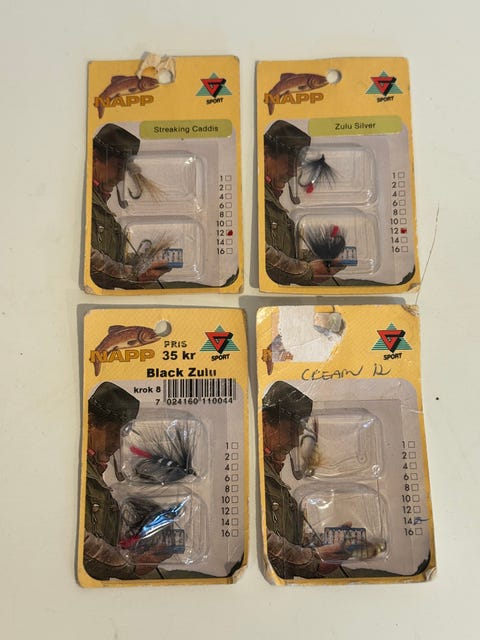 NAPP
SPORT
Streaking Caddis
1
2
4
6
8
10
12
14
16
NAPP
SPORT
Zulu Silver
1
2
4
6
8
10
12
14
16
NAPP
PRIS
35 kr
SPORT
Black Zulu
krok 8
7 024160 110044
1
2
4
6
8
10
12
14
16
SPORT
CREAM 12
1
2
4
6
8
10
12
14
16